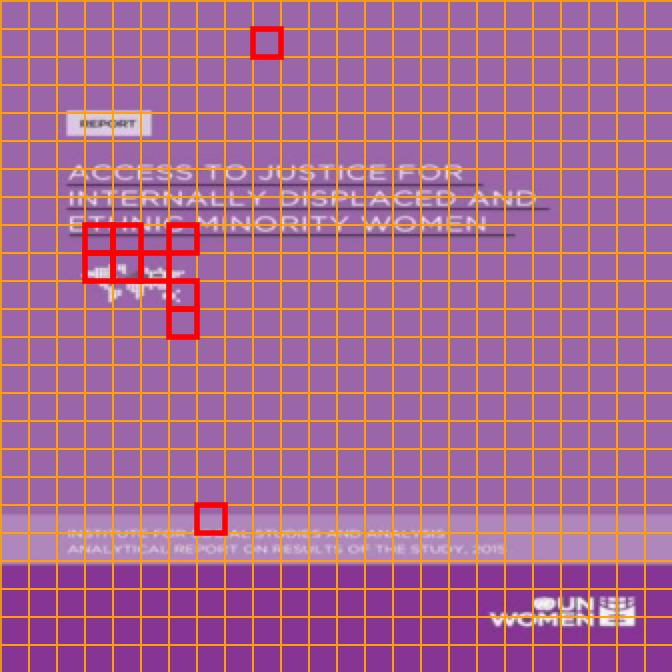 REPORT
ACCESS TO JUSTICE FOR
INTERNALLY DISPLACED AND
ETHNIC MINORITY WOMEN
INSTITUTE FOR SOCIAL STUDIES AND ANALYSIS
ANALYTICAL REPORT ON RESULTS OF THE STUDY, 2015
UN
WOMEN